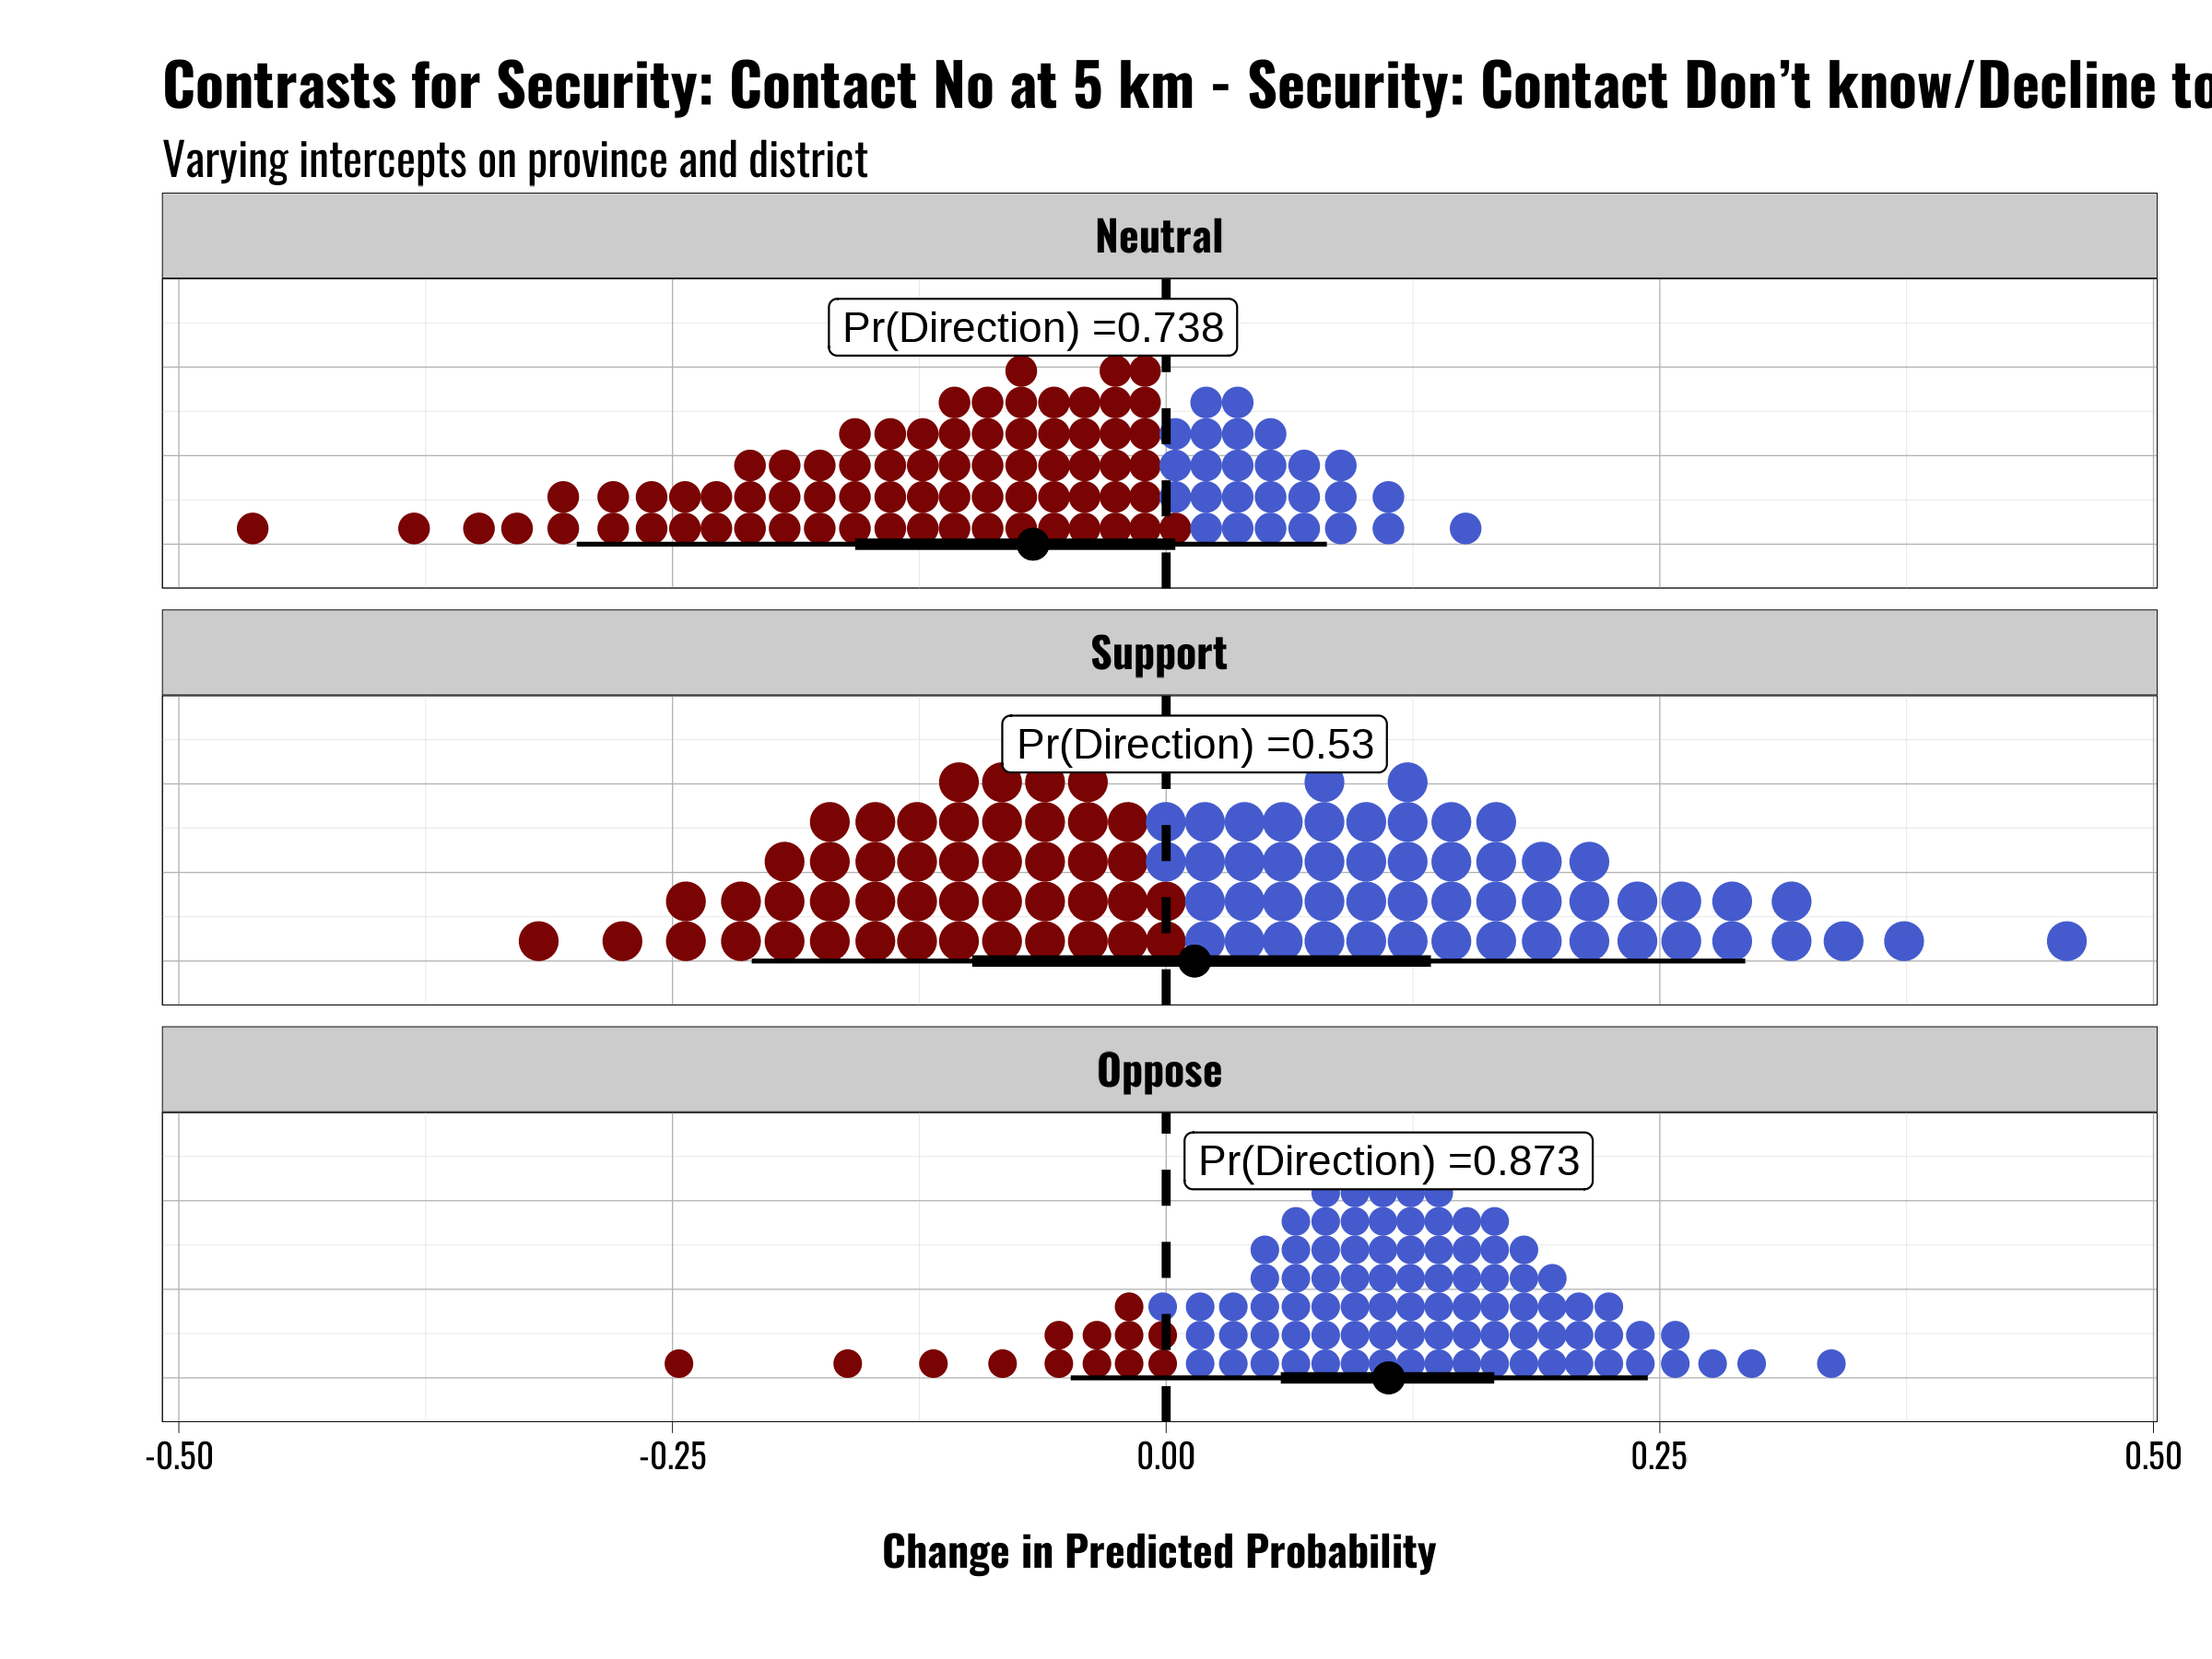 Contrasts for Security: Contact No at 5 km - Security: Contact Don’t know/Decline to
Varying intercepts on province and district
Neutral
Pr(Direction) =0.738
Support
Pr(Direction) =0.53
Oppose
Pr(Direction) =0.873
-0.50 -0.25 0.00 0.25 0.50
Change in Predicted Probability